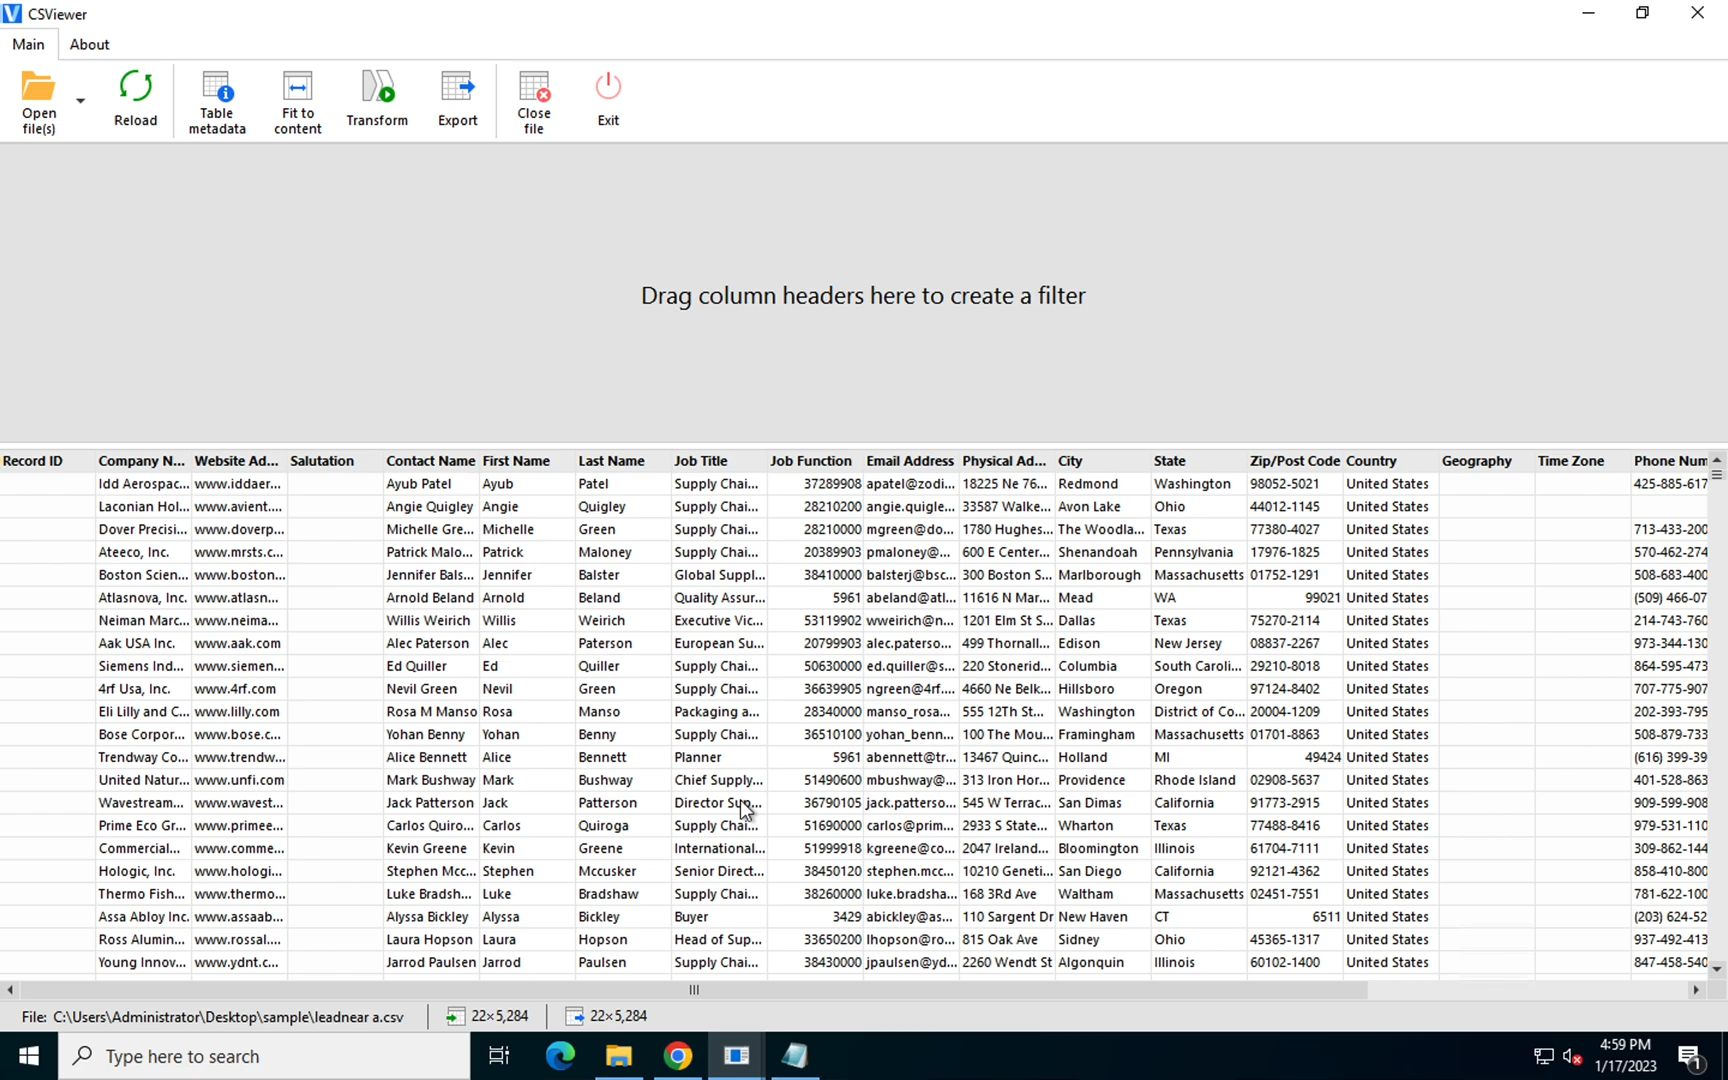 CSViewer
Main About
Open file(s) Reload Table metadata Fit to content Transform Export Close file Exit
Drag column headers here to create a filter
Record ID Company N... Website Ad... Salutation Contact Name First Name Last Name Job Title Job Function Email Address Physical Ad... City State Zip/Post Code Country Geography Time Zone Phone Num
Idd Aerospac... www.iddaer... Ayub Patel Ayub Patel Supply Chai... 37289908 apatel@zodi... 18225 Ne 76... Redmond Washington 98052-5021 United States 425-885-617
Laconian Hol... www.avient.... Angie Quigley Angie Quigley Supply Chai... 28210200 angie.quigle... 33587 Walke... Avon Lake Ohio 44012-1145 United States
Dover Precisi... www.doverp... Michelle Gre... Michelle Green Supply Chai... 28210000 mgreen@do... 1780 Hughes... The Woodla... Texas 77380-4027 United States 713-433-200
Ateeco, Inc. www.mrsts.c... Patrick Malo... Patrick Maloney Supply Chai... 20389903 pmaloney@... 600 E Center... Shenandoah Pennsylvania 17976-1825 United States 570-462-274
Boston Scien... www.boston... Jennifer Bals... Jennifer Balster Global Suppl... 38410000 balsterj@bsc... 300 Boston S... Marlborough Massachusetts 01752-1291 United States 508-683-400
Atlasnova, Inc. www.atlasn... Arnold Beland Arnold Beland Quality Assur... 5961 abeland@atl... 11616 N Mar... Mead WA 99021 United States (509) 466-07
Neiman Marc... www.neima... Willis Weirich Willis Weirich Executive Vic... 53119902 wweirich@n... 1201 Elm St S... Dallas Texas 75270-2114 United States 214-743-760
Aak USA Inc. www.aak.com Alec Paterson Alec Paterson European Su... 20799903 alec.paterso... 499 Thornall... Edison New Jersey 08837-2267 United States 973-344-130
Siemens Ind... www.siemen... Ed Quiller Ed Quiller Supply Chai... 50630000 ed.quiller@s... 220 Stonerid... Columbia South Caroli... 29210-8018 United States 864-595-473
4rf Usa, Inc. www.4rf.com Nevil Green Nevil Green Supply Chai... 36639905 ngreen@4rf.... 4660 Ne Belk... Hillsboro Oregon 97124-8402 United States 707-775-907
Eli Lilly and C... www.lilly.com Rosa M Manso Rosa Manso Packaging a... 28340000 manso_rosa... 555 12Th St... Washington District of Co... 20004-1209 United States 202-393-795
Bose Corpor... www.bose.c... Yohan Benny Yohan Benny Supply Chai... 36510100 yohan_benn... 100 The Mou... Framingham Massachusetts 01701-8863 United States 508-879-733
Trendway Co... www.trendw... Alice Bennett Alice Bennett Planner 5961 abennett@tr... 13467 Quinc... Holland MI 49424 United States (616) 399-39
United Natur... www.unfi.com Mark Bushway Mark Bushway Chief Supply... 51490600 mbushway@... 313 Iron Hor... Providence Rhode Island 02908-5637 United States 401-528-863
Wavestream... www.wavest... Jack Patterson Jack Patterson Director Sup... 36790105 jack.patterso... 545 W Terrac... San Dimas California 91773-2915 United States 909-599-908
Prime Eco Gr... www.primee... Carlos Quiro... Carlos Quiroga Supply Chai... 51690000 carlos@prim... 2933 S State... Wharton Texas 77488-8416 United States 979-531-110
Commercial... www.comme... Kevin Greene Kevin Greene International... 51999918 kgreene@co... 2047 Ireland... Bloomington Illinois 61704-7111 United States 309-862-144
Hologic, Inc. www.hologi... Stephen Mcc... Stephen Mccusker Senior Direct... 38450120 stephen.mcc... 10210 Geneti... San Diego California 92121-4362 United States 858-410-800
Thermo Fish... www.thermo... Luke Bradsh... Luke Bradshaw Supply Chai... 38260000 luke.bradsha... 168 3Rd Ave Waltham Massachusetts 02451-7551 United States 781-622-100
Assa Abloy Inc. www.assaab... Alyssa Bickley Alyssa Bickley Buyer 3429 abickley@as... 110 Sargent Dr New Haven CT 6511 United States (203) 624-52
Ross Alumin... www.rossal.... Laura Hopson Laura Hopson Head of Sup... 33650200 lhopson@ro... 815 Oak Ave Sidney Ohio 45365-1317 United States 937-492-413
Young Innov... www.ydnt.c... Jarrod Paulsen Jarrod Paulsen Supply Chai... 38430000 jpaulsen@yd... 2260 Wendt St Algonquin Illinois 60102-1400 United States 847-458-540
File: C:\Users\Administrator\Desktop\sample\leadnear a.csv 22×5,284 22×5,284
Type here to search 4:59 PM
1/17/2023 1